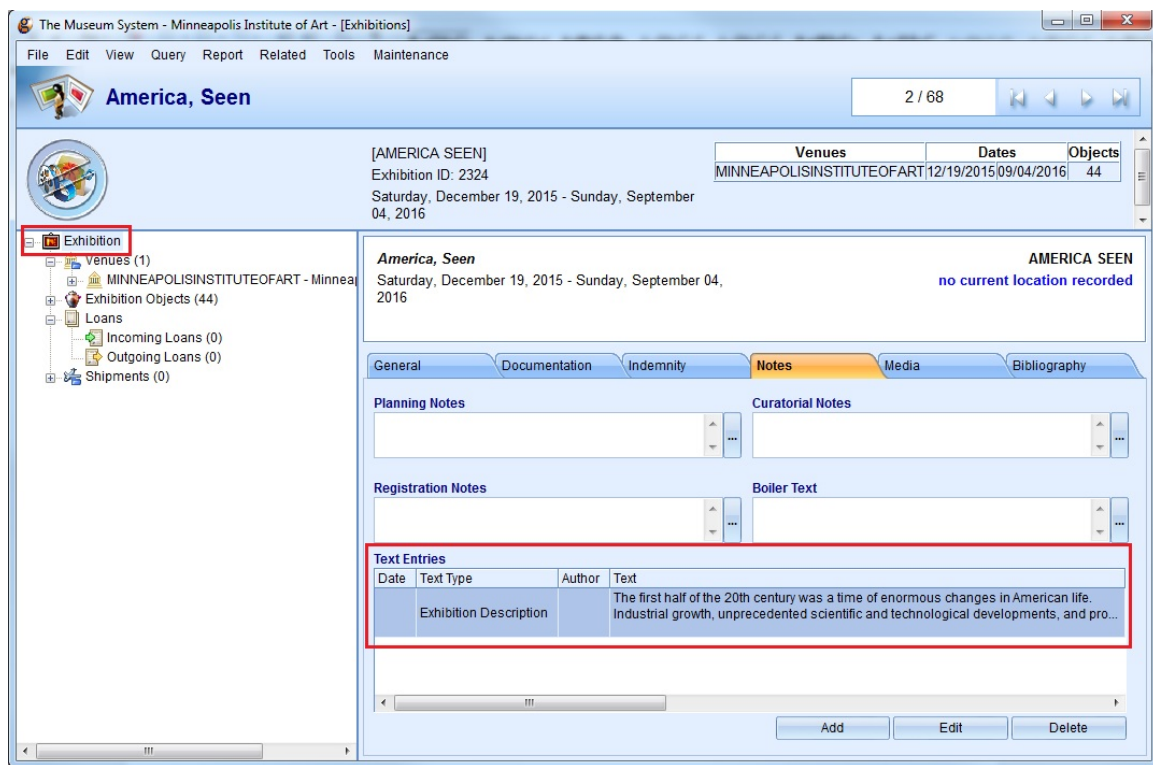 The Museum System - Minneapolis Institute of Art - [Exhibitions]
File Edit View Query Report Related Tools Maintenance
America, Seen
2 / 68
[AMERICA SEEN]
Exhibition ID: 2324
Saturday, December 19, 2015 - Sunday, September
04, 2016
Venues Dates Objects
MINNEAPOLISINSTITUTEOFART 12/19/2015 09/04/2016 44
Exhibition
Venues (1)
MINNEAPOLISINSTITUTEOFART - Minneap
Exhibition Objects (44)
Loans
Incoming Loans (0)
Outgoing Loans (0)
Shipments (0)
America, Seen
Saturday, December 19, 2015 - Sunday, September 04,
2016
AMERICA SEEN
no current location recorded
General Documentation Indemnity Notes Media Bibliography
Planning Notes Curatorial Notes
... ...
Registration Notes Boiler Text
... ...
Text Entries
Date Text Type Author Text
Exhibition Description
The first half of the 20th century was a time of enormous changes in American life.
Industrial growth, unprecedented scientific and technological developments, and pro...
Add Edit Delete